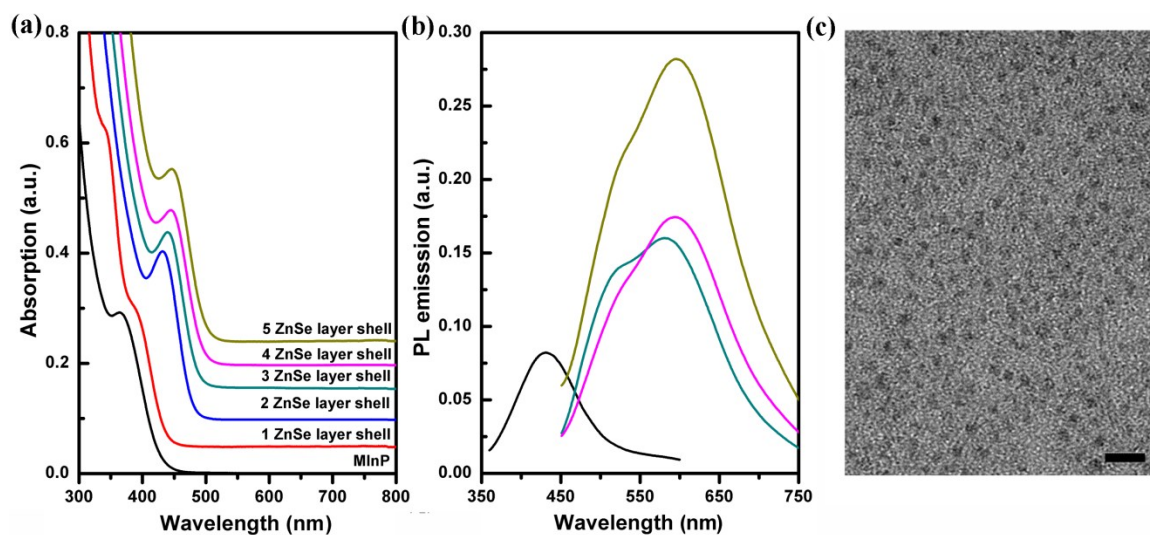 (a)
0.8
0.6
0.4
0.2
0.0
Absorption (a.u.)
5 ZnSe layer shell
4 ZnSe layer shell
3 ZnSe layer shell
2 ZnSe layer shell
1 ZnSe layer shell
MInP
300 400 500 600 700 800
Wavelength (nm)
(b)
0.30
0.25
0.20
0.15
0.10
0.05
0.00
PL emisssion (a.u.)
350 450 550 650 750
Wavelength (nm)
(c)